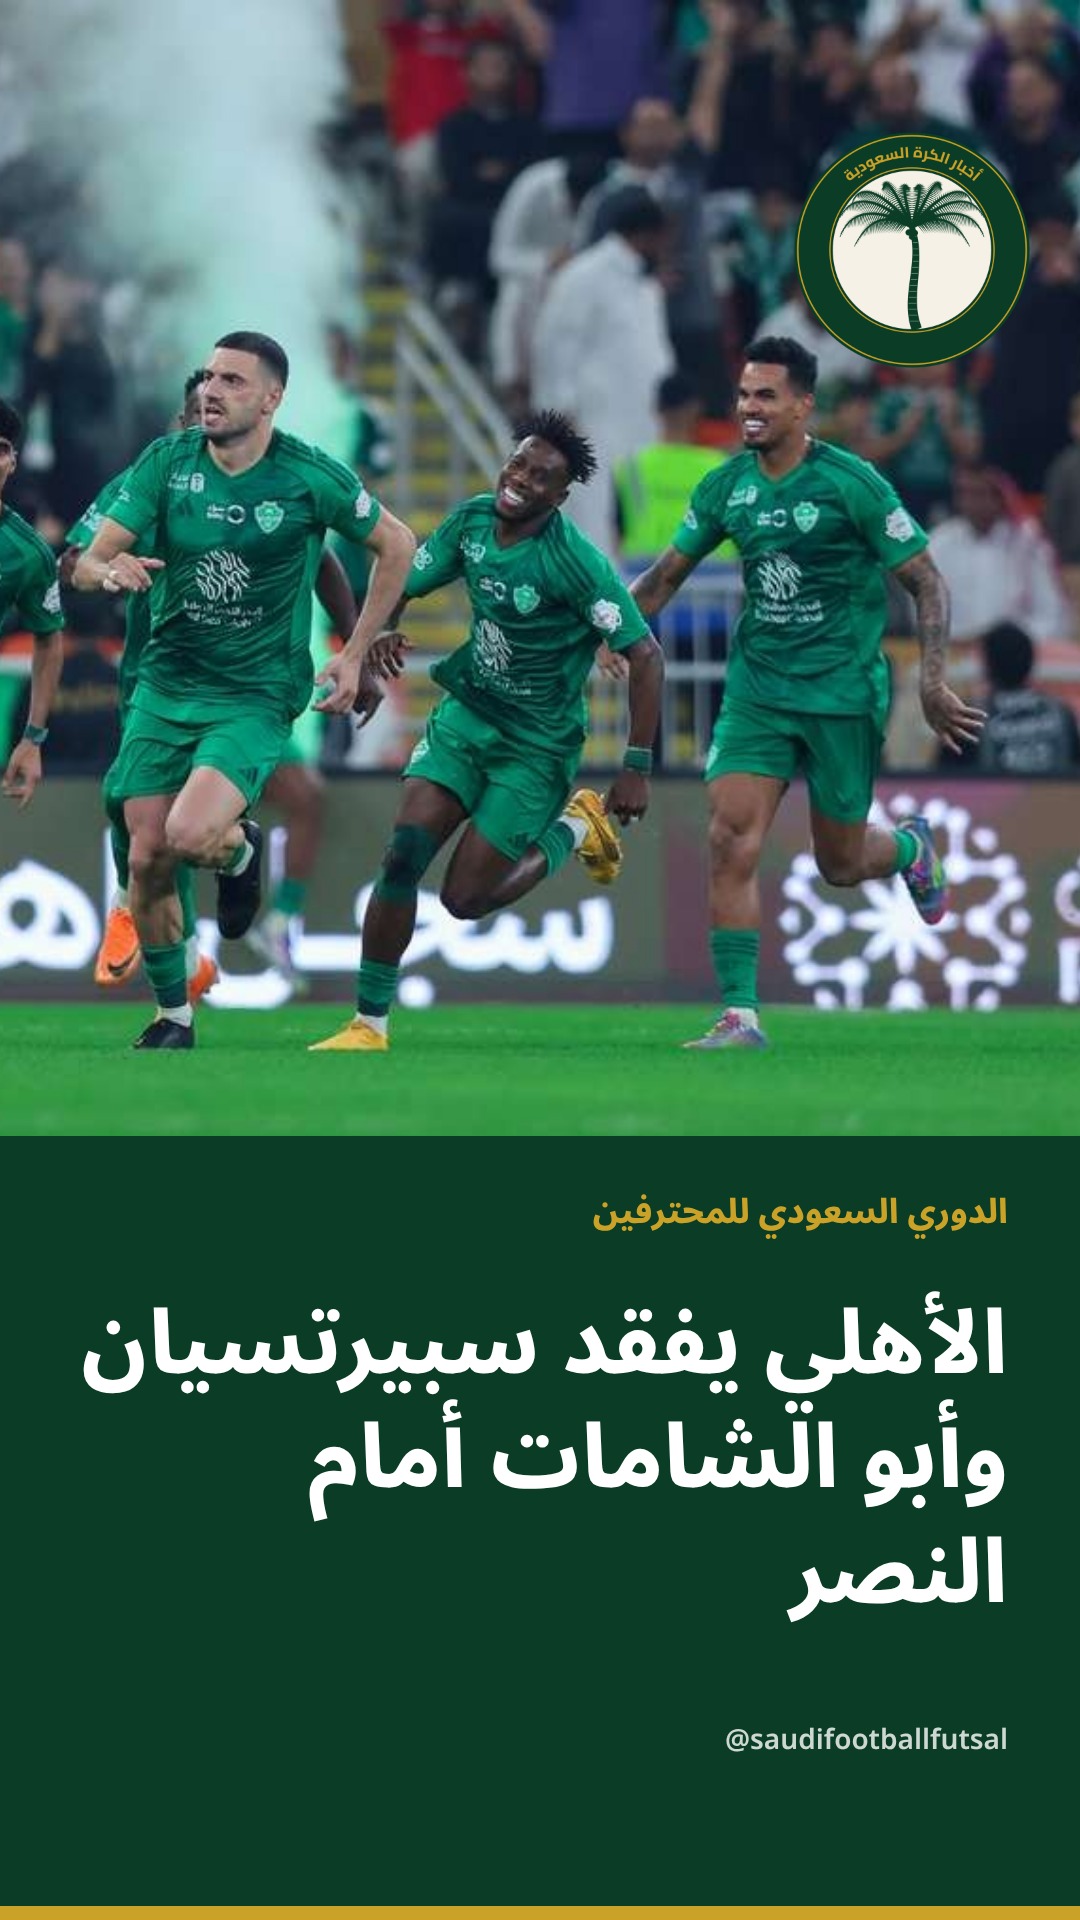 أخبار الكرة السعودية
الدوري السعودي للمحترفين
الأهلي يفقد سبيرتسيان
وأبو الشامات أمام
النصر
@saudifootballfutsal